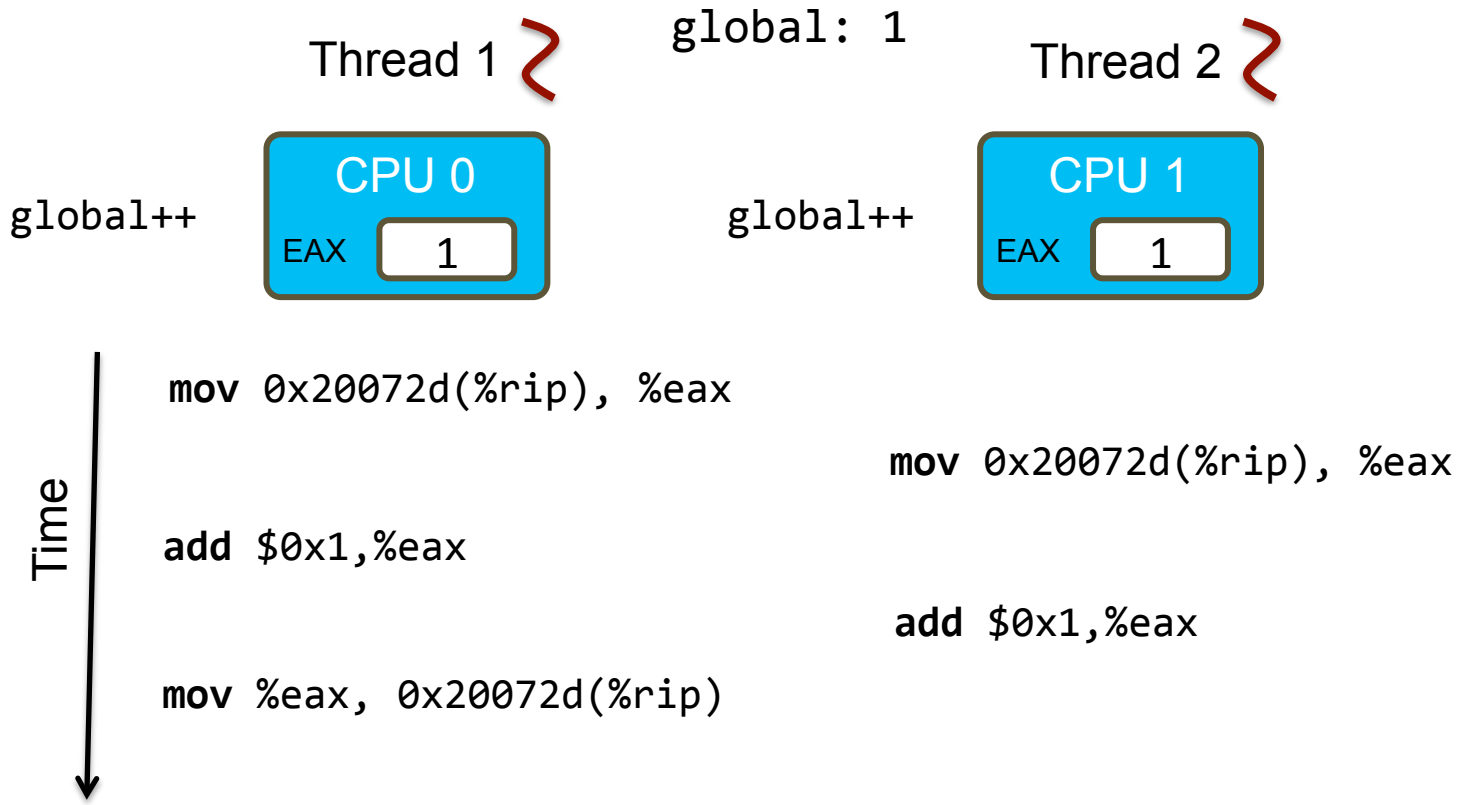 global: 1
Thread 1
Thread 2
CPU 0
CPU 1
global++
EAX 1
global++
EAX 1
mov 0x20072d(%rip), %eax
mov 0x20072d(%rip), %eax
Time
add $0x1,%eax
add $0x1,%eax
mov %eax, 0x20072d(%rip)